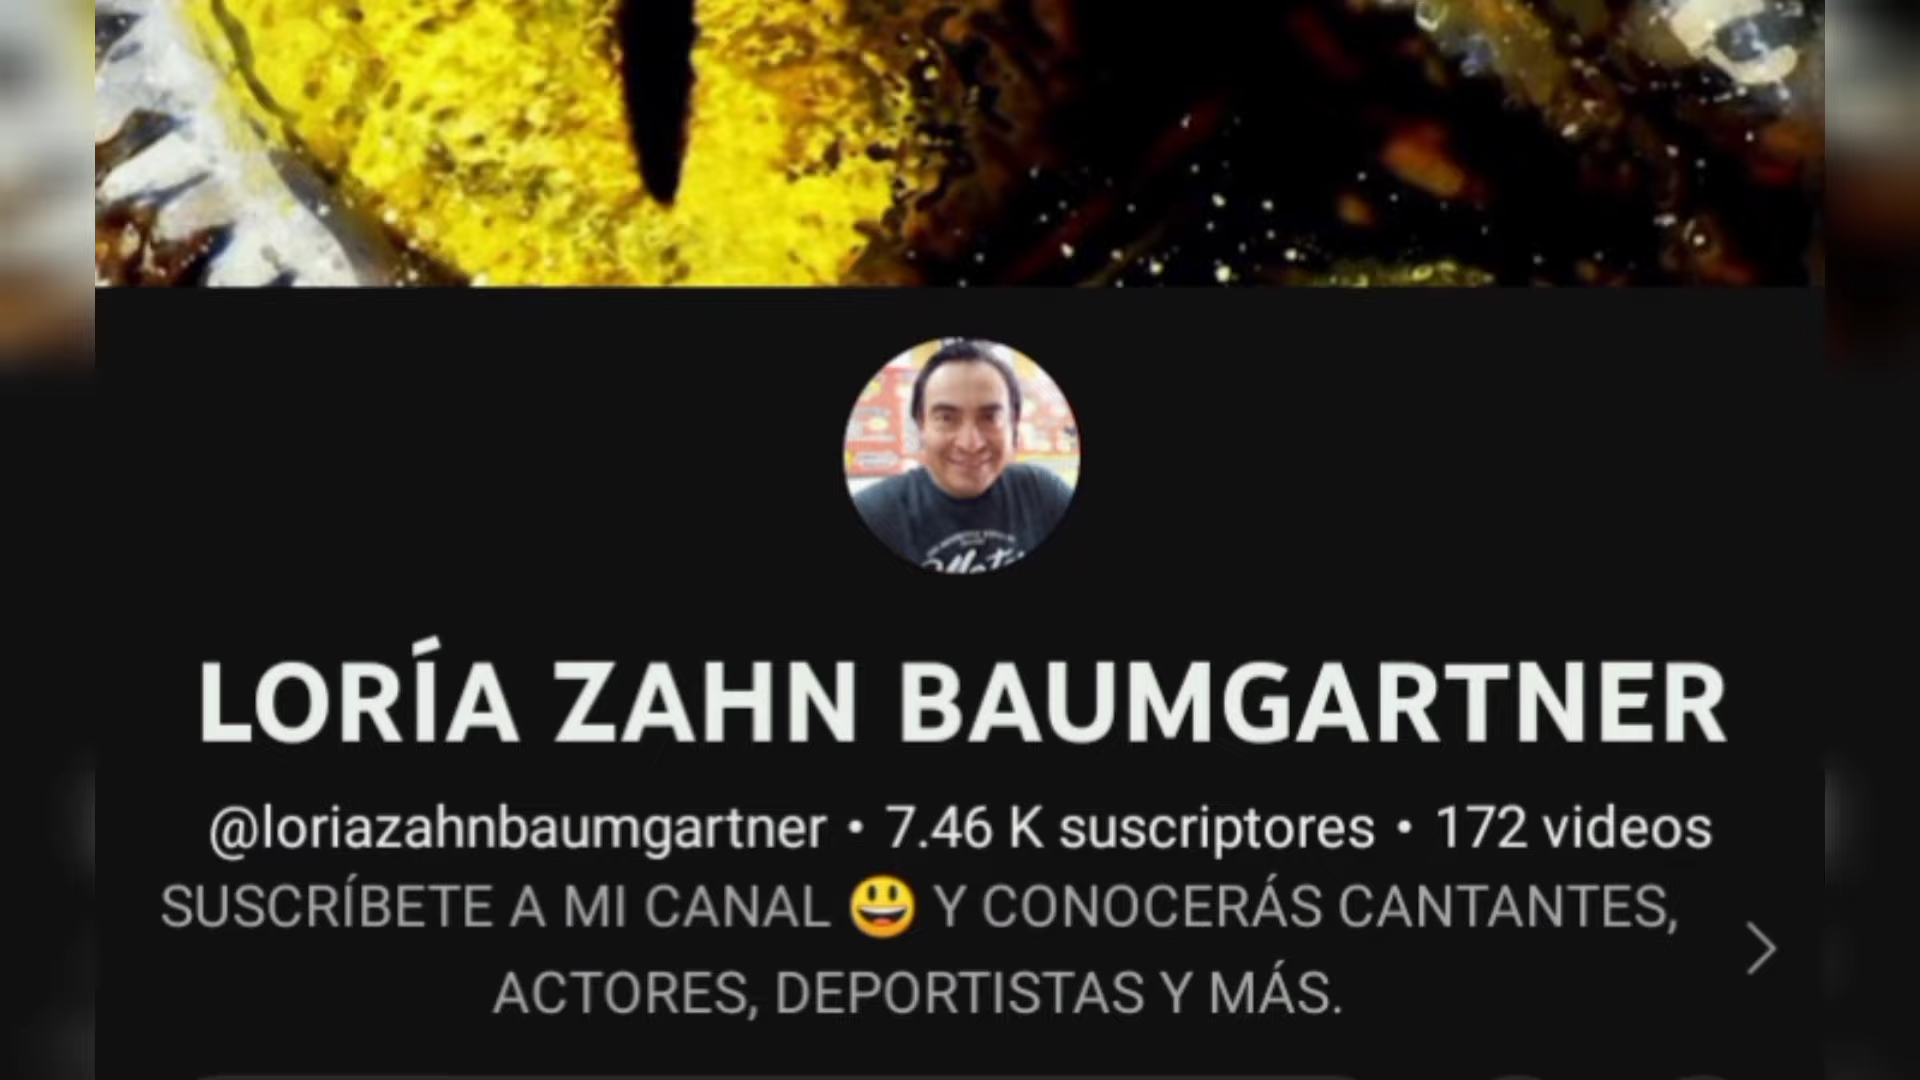 LORÍA ZAHN BAUMGARTNER
@loriazahnbaumgartner • 7.46 K suscriptores • 172 videos
SUSCRÍBETE A MI CANAL 😃 Y CONOCERÁS CANTANTES,
ACTORES, DEPORTISTAS Y MÁS.